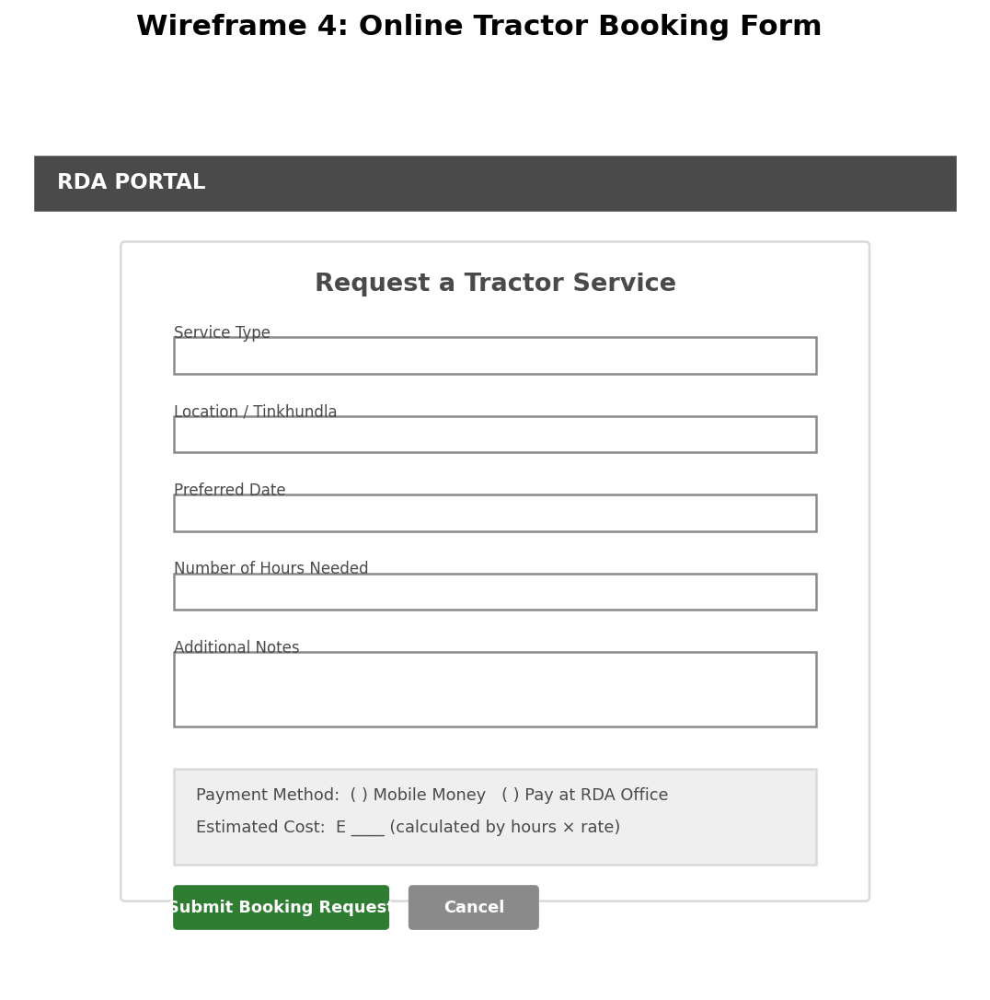 Wireframe 4: Online Tractor Booking Form
RDA PORTAL
Request a Tractor Service
Service Type
Location / Tinkhundla
Preferred Date
Number of Hours Needed
Additional Notes
Payment Method:  ( ) Mobile Money   ( ) Pay at RDA Office
Estimated Cost:  E ____ (calculated by hours × rate)
Submit Booking Request
Cancel